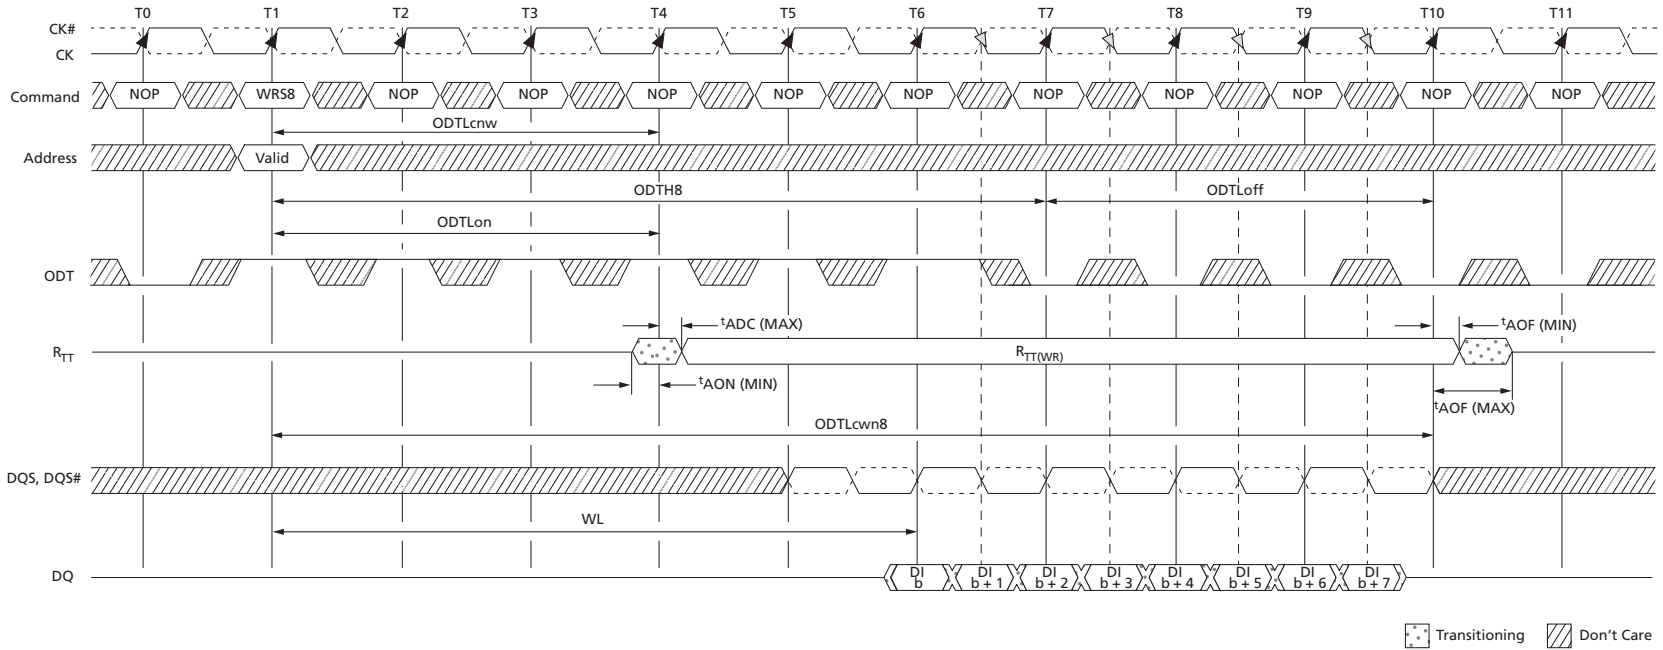 T0 T1 T2 T3 T4 T5 T6 T7 T8 T9 T10 T11
CK#
CK
Command NOP WRS8 NOP NOP NOP NOP NOP NOP NOP NOP NOP NOP
ODTLcnw
Address Valid
ODTH8 ODTLoff
ODTLon
ODT
tADC (MAX) tAOF (MIN)
RTT RTT(WR)
tAON (MIN)
tAOF (MAX)
ODTLcwn8
DQS, DQS#
WL
DQ DI b DI b + 1 DI b + 2 DI b + 3 DI b + 4 DI b + 5 DI b + 6 DI b + 7
Transitioning Don't Care